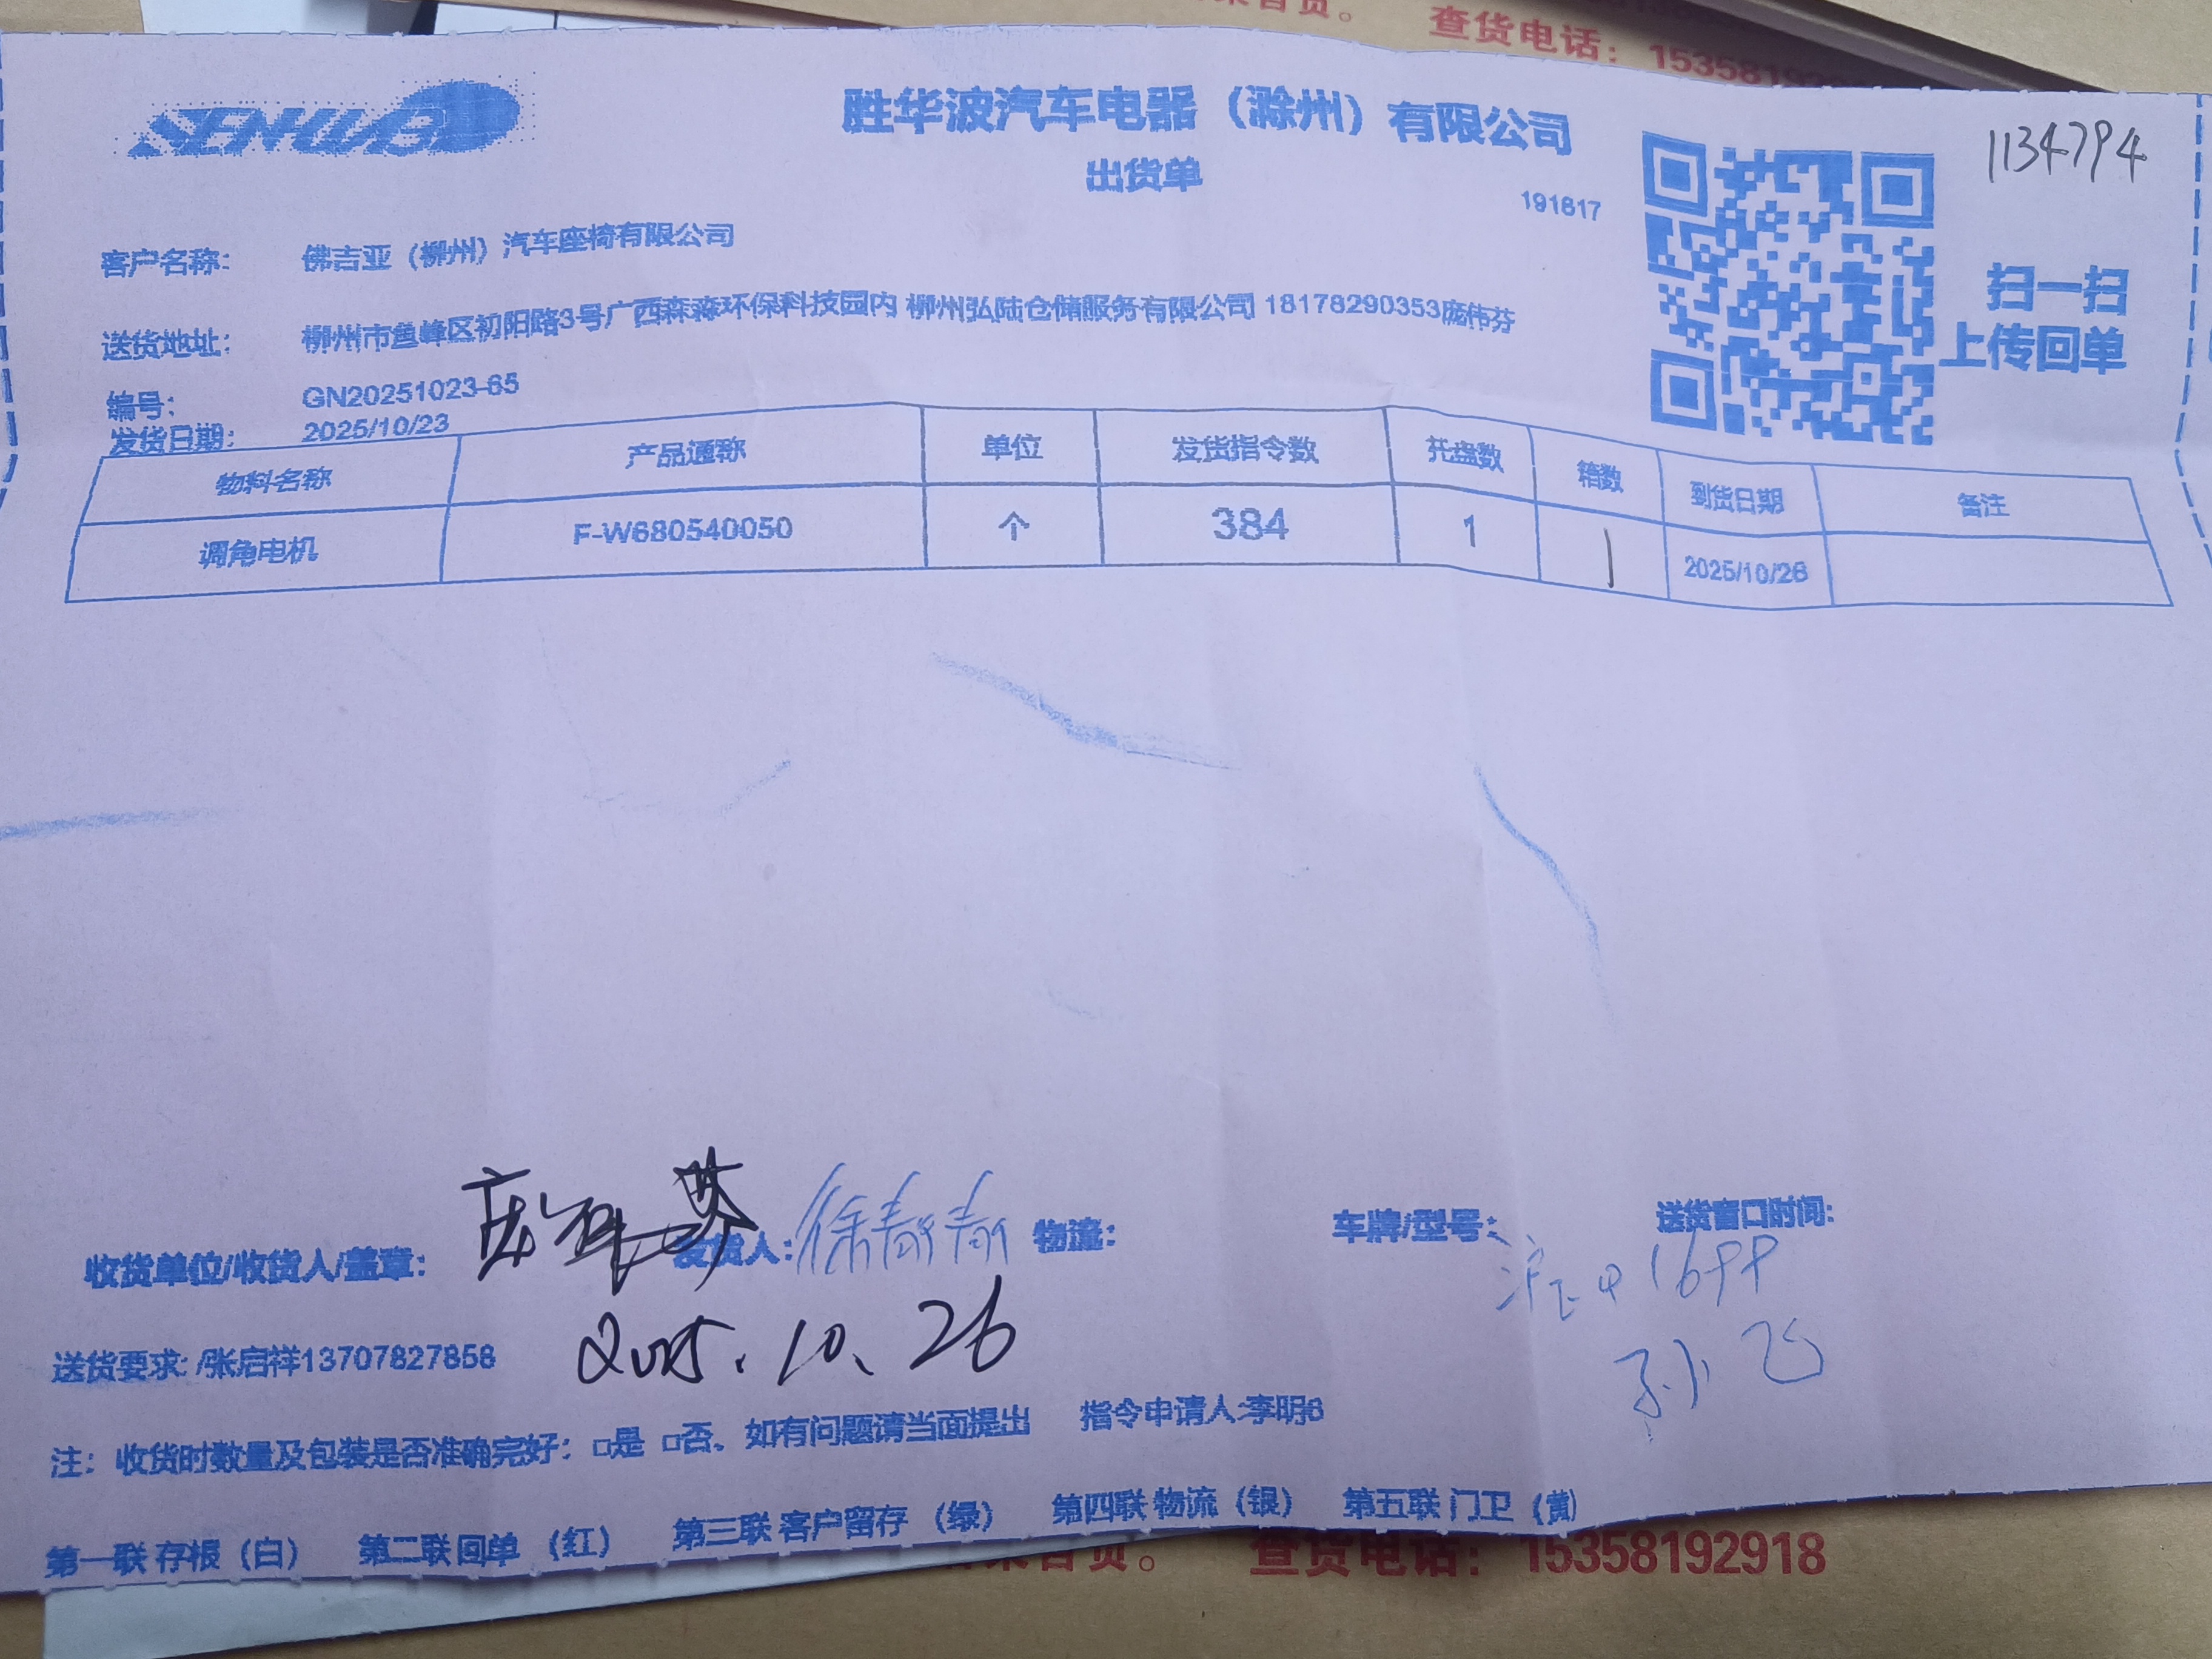 查货电话：
胜华波汽车电器（滁州）有限公司
出货单
191817
1134794
扫一扫
上传回单
客户名称： 佛吉亚（柳州）汽车座椅有限公司
送货地址： 柳州市鱼峰区初阳路3号广西森淼环保科技园内 柳州弘陆仓储服务有限公司 18178290353庞伟芬
编号： GN20251023-65
发货日期： 2025/10/23
物料名称 产品通称 单位 发货指令数 托盘数 箱数 到货日期 备注
调角电机 F-W680540050 个 384 1 1 2025/10/26
收货单位/收货人/盖章： 发货人：徐青青 物流： 车牌/型号： 送货窗口时间：
1699
送货要求: /张启祥13707827858 2025.10.26
注：收货时数量及包装是否准确完好：□是 □否。如有问题请当面提出 指令申请人:李明6
第一联 存根（白） 第二联 回单（红） 第三联 客户留存（绿） 第四联 物流（银） 第五联 门卫（黄）
查货电话：15358192918